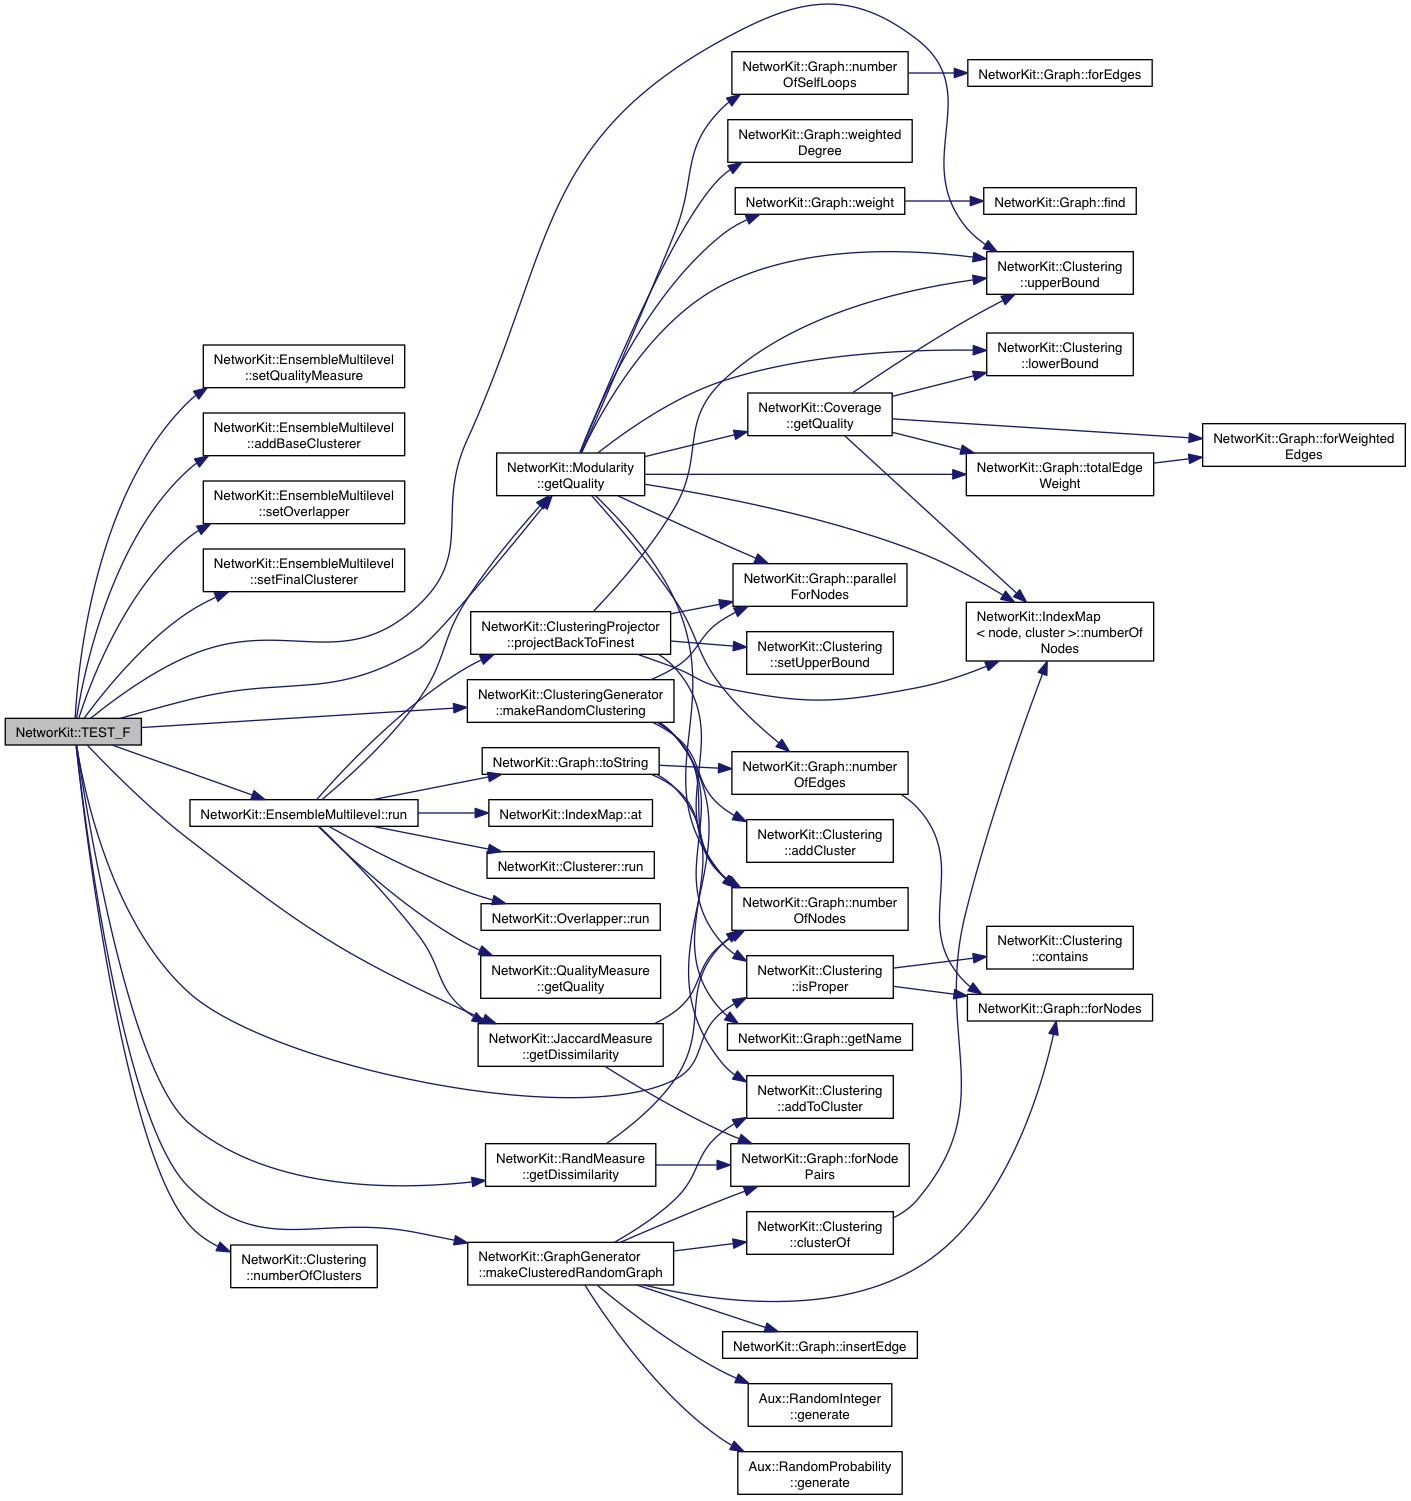 NetworKit::TEST_F
NetworKit::EnsembleMultilevel
::setQualityMeasure
NetworKit::EnsembleMultilevel
::addBaseClusterer
NetworKit::EnsembleMultilevel
::setOverlapper
NetworKit::EnsembleMultilevel
::setFinalClusterer
NetworKit::EnsembleMultilevel::run
NetworKit::Clustering
::numberOfClusters
NetworKit::Modularity
::getQuality
NetworKit::ClusteringProjector
::projectBackToFinest
NetworKit::ClusteringGenerator
::makeRandomClustering
NetworKit::Graph::toString
NetworKit::IndexMap::at
NetworKit::Clusterer::run
NetworKit::Overlapper::run
NetworKit::QualityMeasure
::getQuality
NetworKit::JaccardMeasure
::getDissimilarity
NetworKit::RandMeasure
::getDissimilarity
NetworKit::GraphGenerator
::makeClusteredRandomGraph
NetworKit::Graph::number
OfSelfLoops
NetworKit::Graph::weighted
Degree
NetworKit::Graph::weight
NetworKit::Coverage
::getQuality
NetworKit::Graph::parallel
ForNodes
NetworKit::Clustering
::setUpperBound
NetworKit::Graph::number
OfEdges
NetworKit::Clustering
::addCluster
NetworKit::Graph::number
OfNodes
NetworKit::Clustering
::isProper
NetworKit::Graph::getName
NetworKit::Clustering
::addToCluster
NetworKit::Graph::forNode
Pairs
NetworKit::Clustering
::clusterOf
NetworKit::Graph::insertEdge
Aux::RandomInteger
::generate
Aux::RandomProbability
::generate
NetworKit::Graph::forEdges
NetworKit::Graph::find
NetworKit::Clustering
::upperBound
NetworKit::Clustering
::lowerBound
NetworKit::Graph::totalEdge
Weight
NetworKit::IndexMap
< node, cluster >::numberOf
Nodes
NetworKit::Clustering
::contains
NetworKit::Graph::forNodes
NetworKit::Graph::forWeighted
Edges